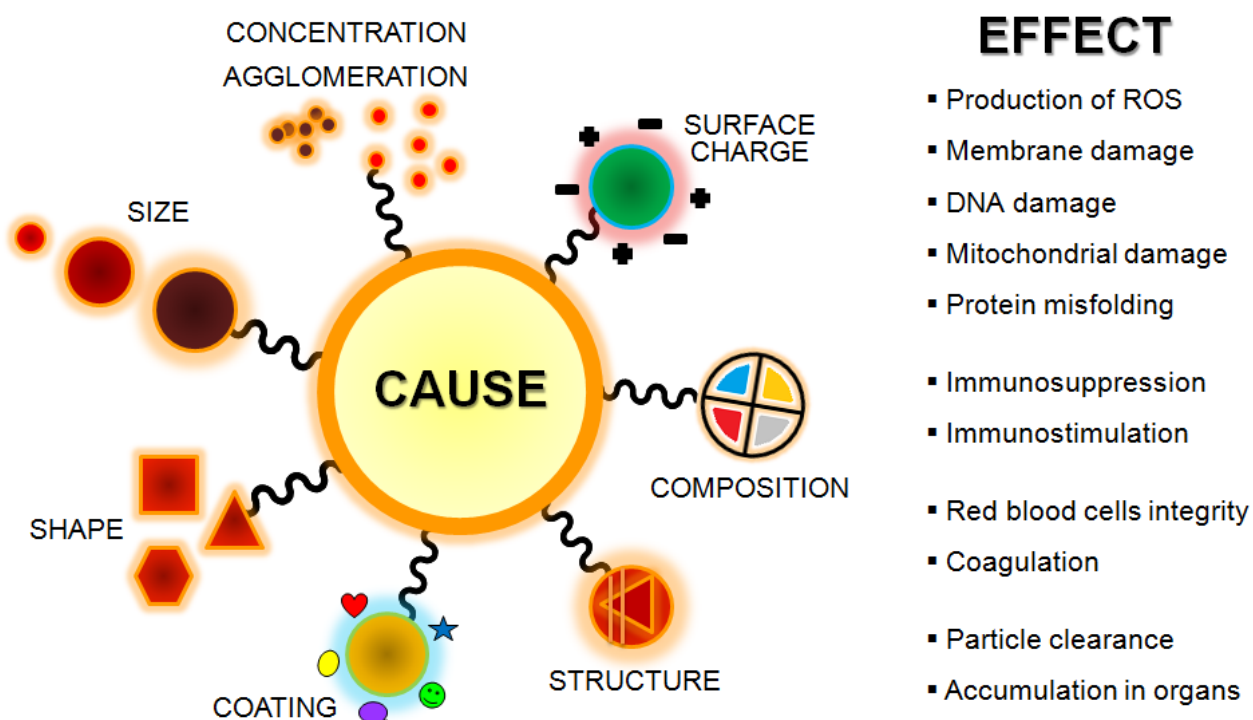 CONCENTRATION
AGGLOMERATION
SURFACE
CHARGE
SIZE
CAUSE
COMPOSITION
SHAPE
STRUCTURE
COATING
EFFECT
▪ Production of ROS
▪ Membrane damage
▪ DNA damage
▪ Mitochondrial damage
▪ Protein misfolding
▪ Immunosuppression
▪ Immunostimulation
▪ Red blood cells integrity
▪ Coagulation
▪ Particle clearance
▪ Accumulation in organs